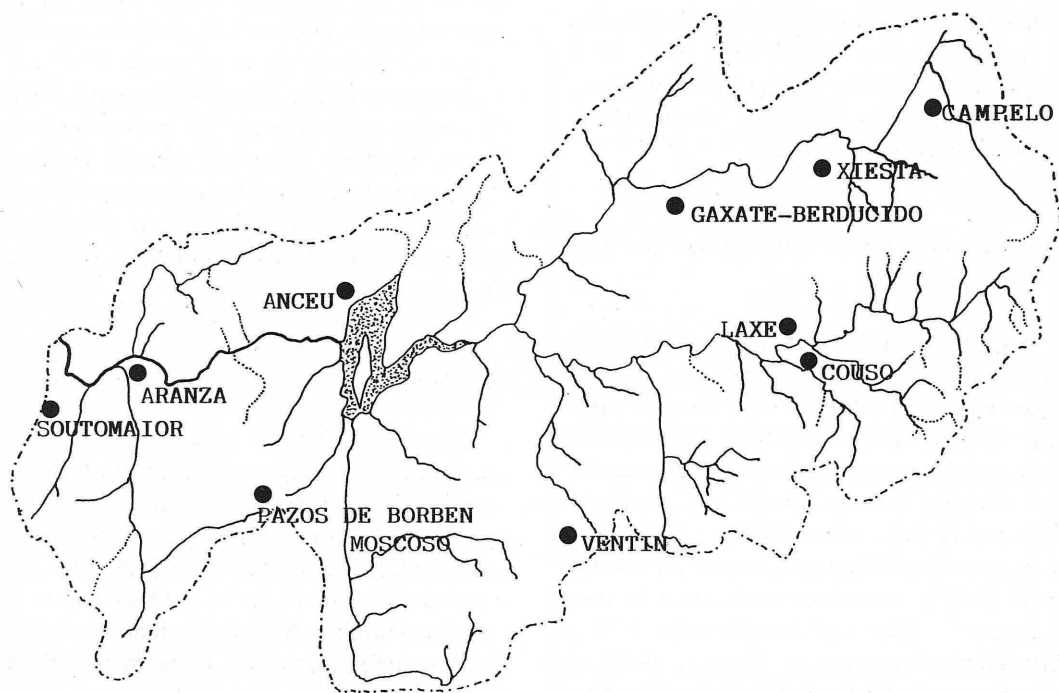 CAMPELO
XIESTA
GAXATE-BERDUCIDO
ANCEU
LAXE
COUSO
ARANZA
SOUTOMAIOR
PAZOS DE BORBEN
MOSCOSO
VENTIN